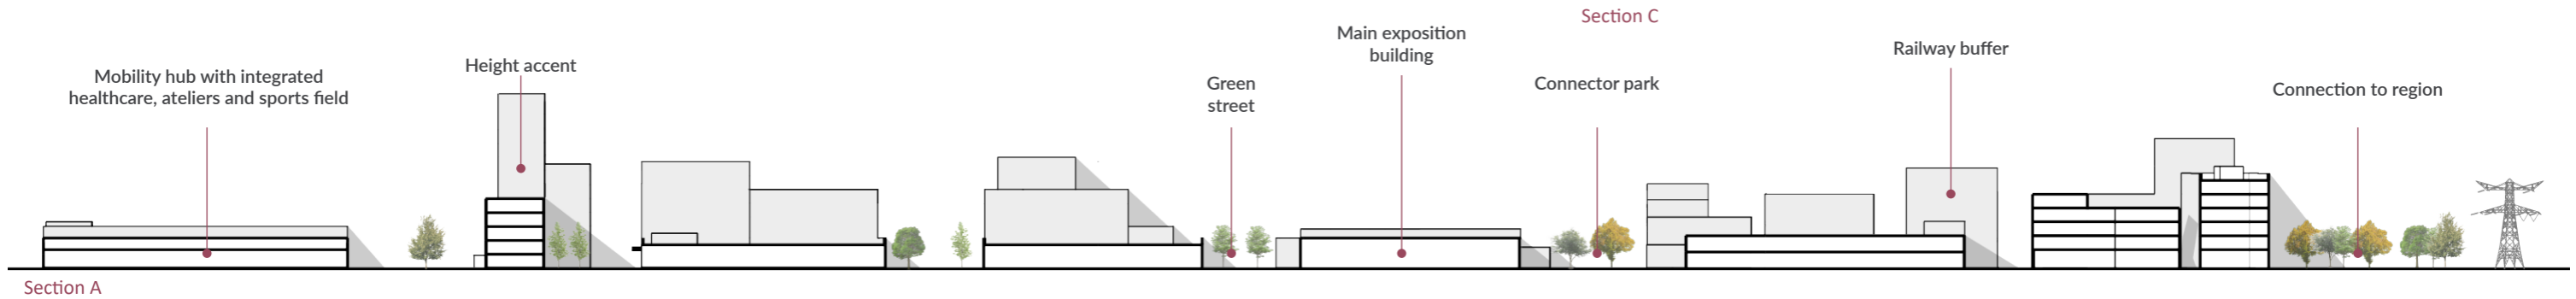 Section C
Mobility hub with integrated
healthcare, ateliers and sports field
Height accent
Green
street
Main exposition
building
Connector park
Railway buffer
Connection to region
Section A